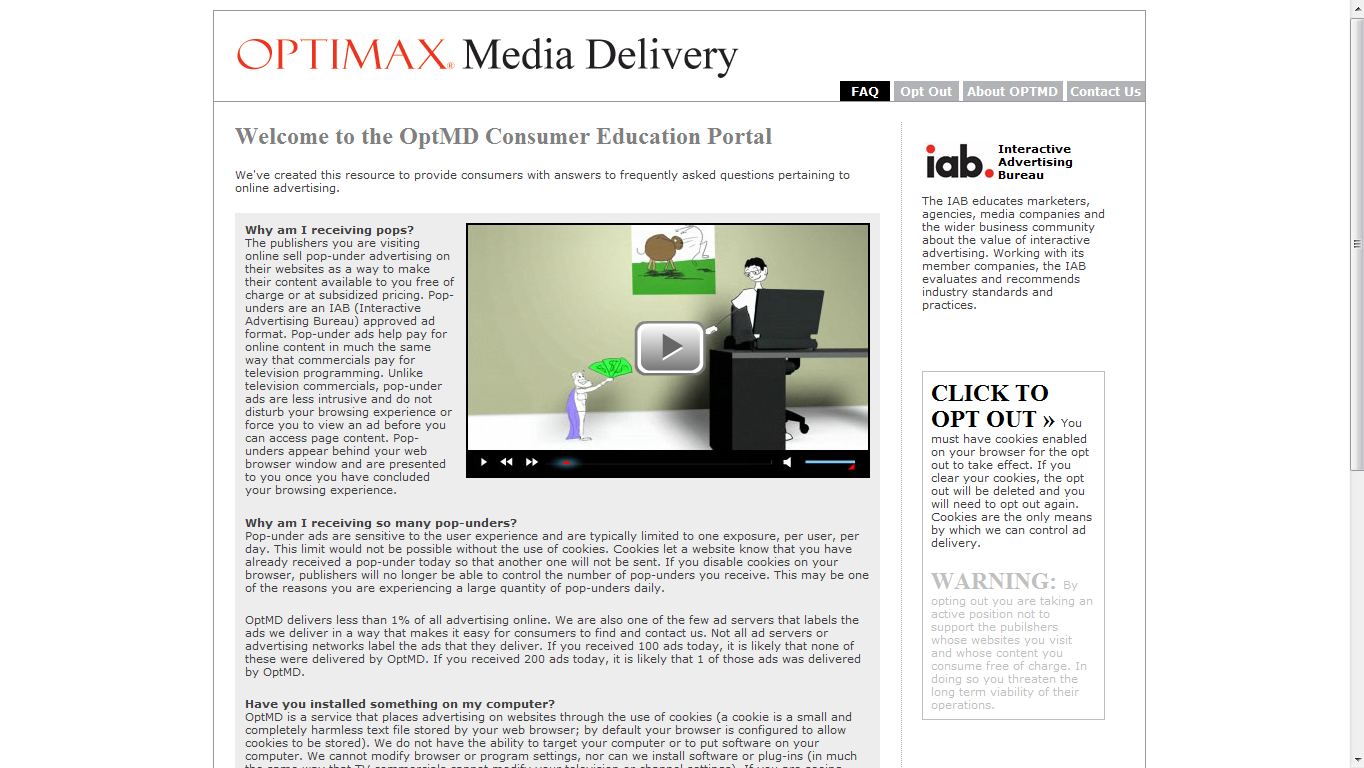 OPTIMAX® Media Delivery
FAQ
Opt Out
About OPTMD
Contact Us
Welcome to the OptMD Consumer Education Portal
We've created this resource to provide consumers with answers to frequently asked questions pertaining to
online advertising.
Why am I receiving pops?
The publishers you are visiting
online sell pop-under advertising on
their websites as a way to make
their content available to you free of
charge or at subsidized pricing. Pop-
unders are an IAB (Interactive
Advertising Bureau) approved ad
format. Pop-under ads help pay for
online content in much the same
way that commercials pay for
television programming. Unlike
television commercials, pop-under
ads are less intrusive and do not
disturb your browsing experience or
force you to view an ad before you
can access page content. Pop-
unders appear behind your web
browser window and are presented
to you once you have concluded
your browsing experience.
Why am I receiving so many pop-unders?
Pop-under ads are sensitive to the user experience and are typically limited to one exposure, per user, per
day. This limit would not be possible without the use of cookies. Cookies let a website know that you have
already received a pop-under today so that another one will not be sent. If you disable cookies on your
browser, publishers will no longer be able to control the number of pop-unders you receive. This may be one
of the reasons you are experiencing a large quantity of pop-unders daily.
OptMD delivers less than 1% of all advertising online. We are also one of the few ad servers that labels the
ads we deliver in a way that makes it easy for consumers to find and contact us. Not all ad servers or
advertising networks label the ads that they deliver. If you received 100 ads today, it is likely that none of
these were delivered by OptMD. If you received 200 ads today, it is likely that 1 of those ads was delivered
by OptMD.
Have you installed something on my computer?
OptMD is a service that places advertising on websites through the use of cookies (a cookie is a small and
completely harmless text file stored by your web browser; by default your browser is configured to allow
cookies to be stored). We do not have the ability to target your computer or to put software on your
computer. We cannot modify browser or program settings, nor can we install software or plug-ins (in much
the same way that TV commercials cannot modify your television or channel settings). If you are seeing
iab.
Interactive
Advertising
Bureau
The IAB educates marketers,
agencies, media companies and
the wider business community
about the value of interactive
advertising. Working with its
member companies, the IAB
evaluates and recommends
industry standards and
practices.
CLICK TO
OPT OUT » You
must have cookies enabled
on your browser for the opt
out to take effect. If you
clear your cookies, the opt
out will be deleted and you
will need to opt out again.
Cookies are the only means
by which we can control ad
delivery.
WARNING: By
opting out you are taking an
active position not to
support the pubilshers
whose websites you visit
and whose content you
consume free of charge. In
doing so you threaten the
long term viability of their
operations.